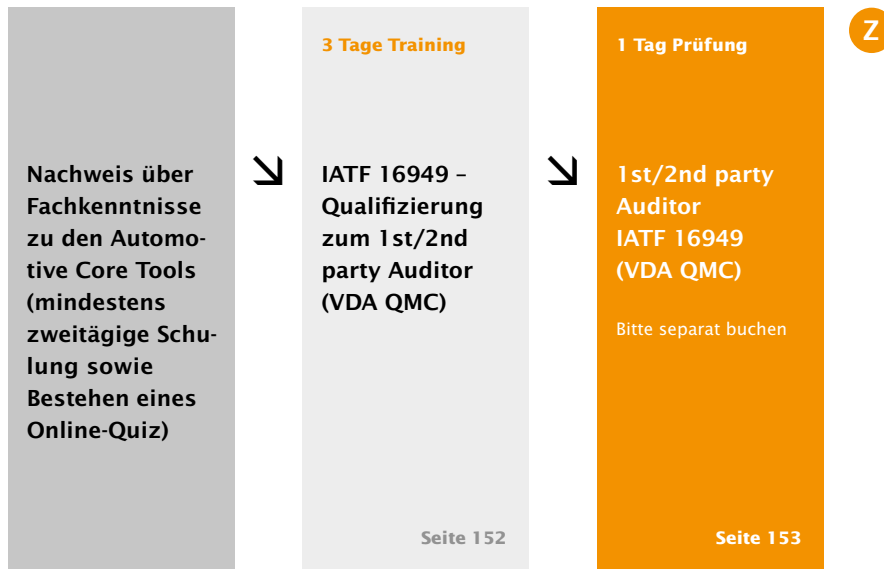 Nachweis über
Fachkenntnisse
zu den Automo-
tive Core Tools
(mindestens
zweitägige Schu-
lung sowie
Bestehen eines
Online-Quiz)
3 Tage Training
IATF 16949 –
Qualifizierung
zum 1st/2nd
party Auditor
(VDA QMC)
Seite 152
1 Tag Prüfung
1st/2nd party
Auditor
IATF 16949
(VDA QMC)
Bitte separat buchen
Seite 153
Z